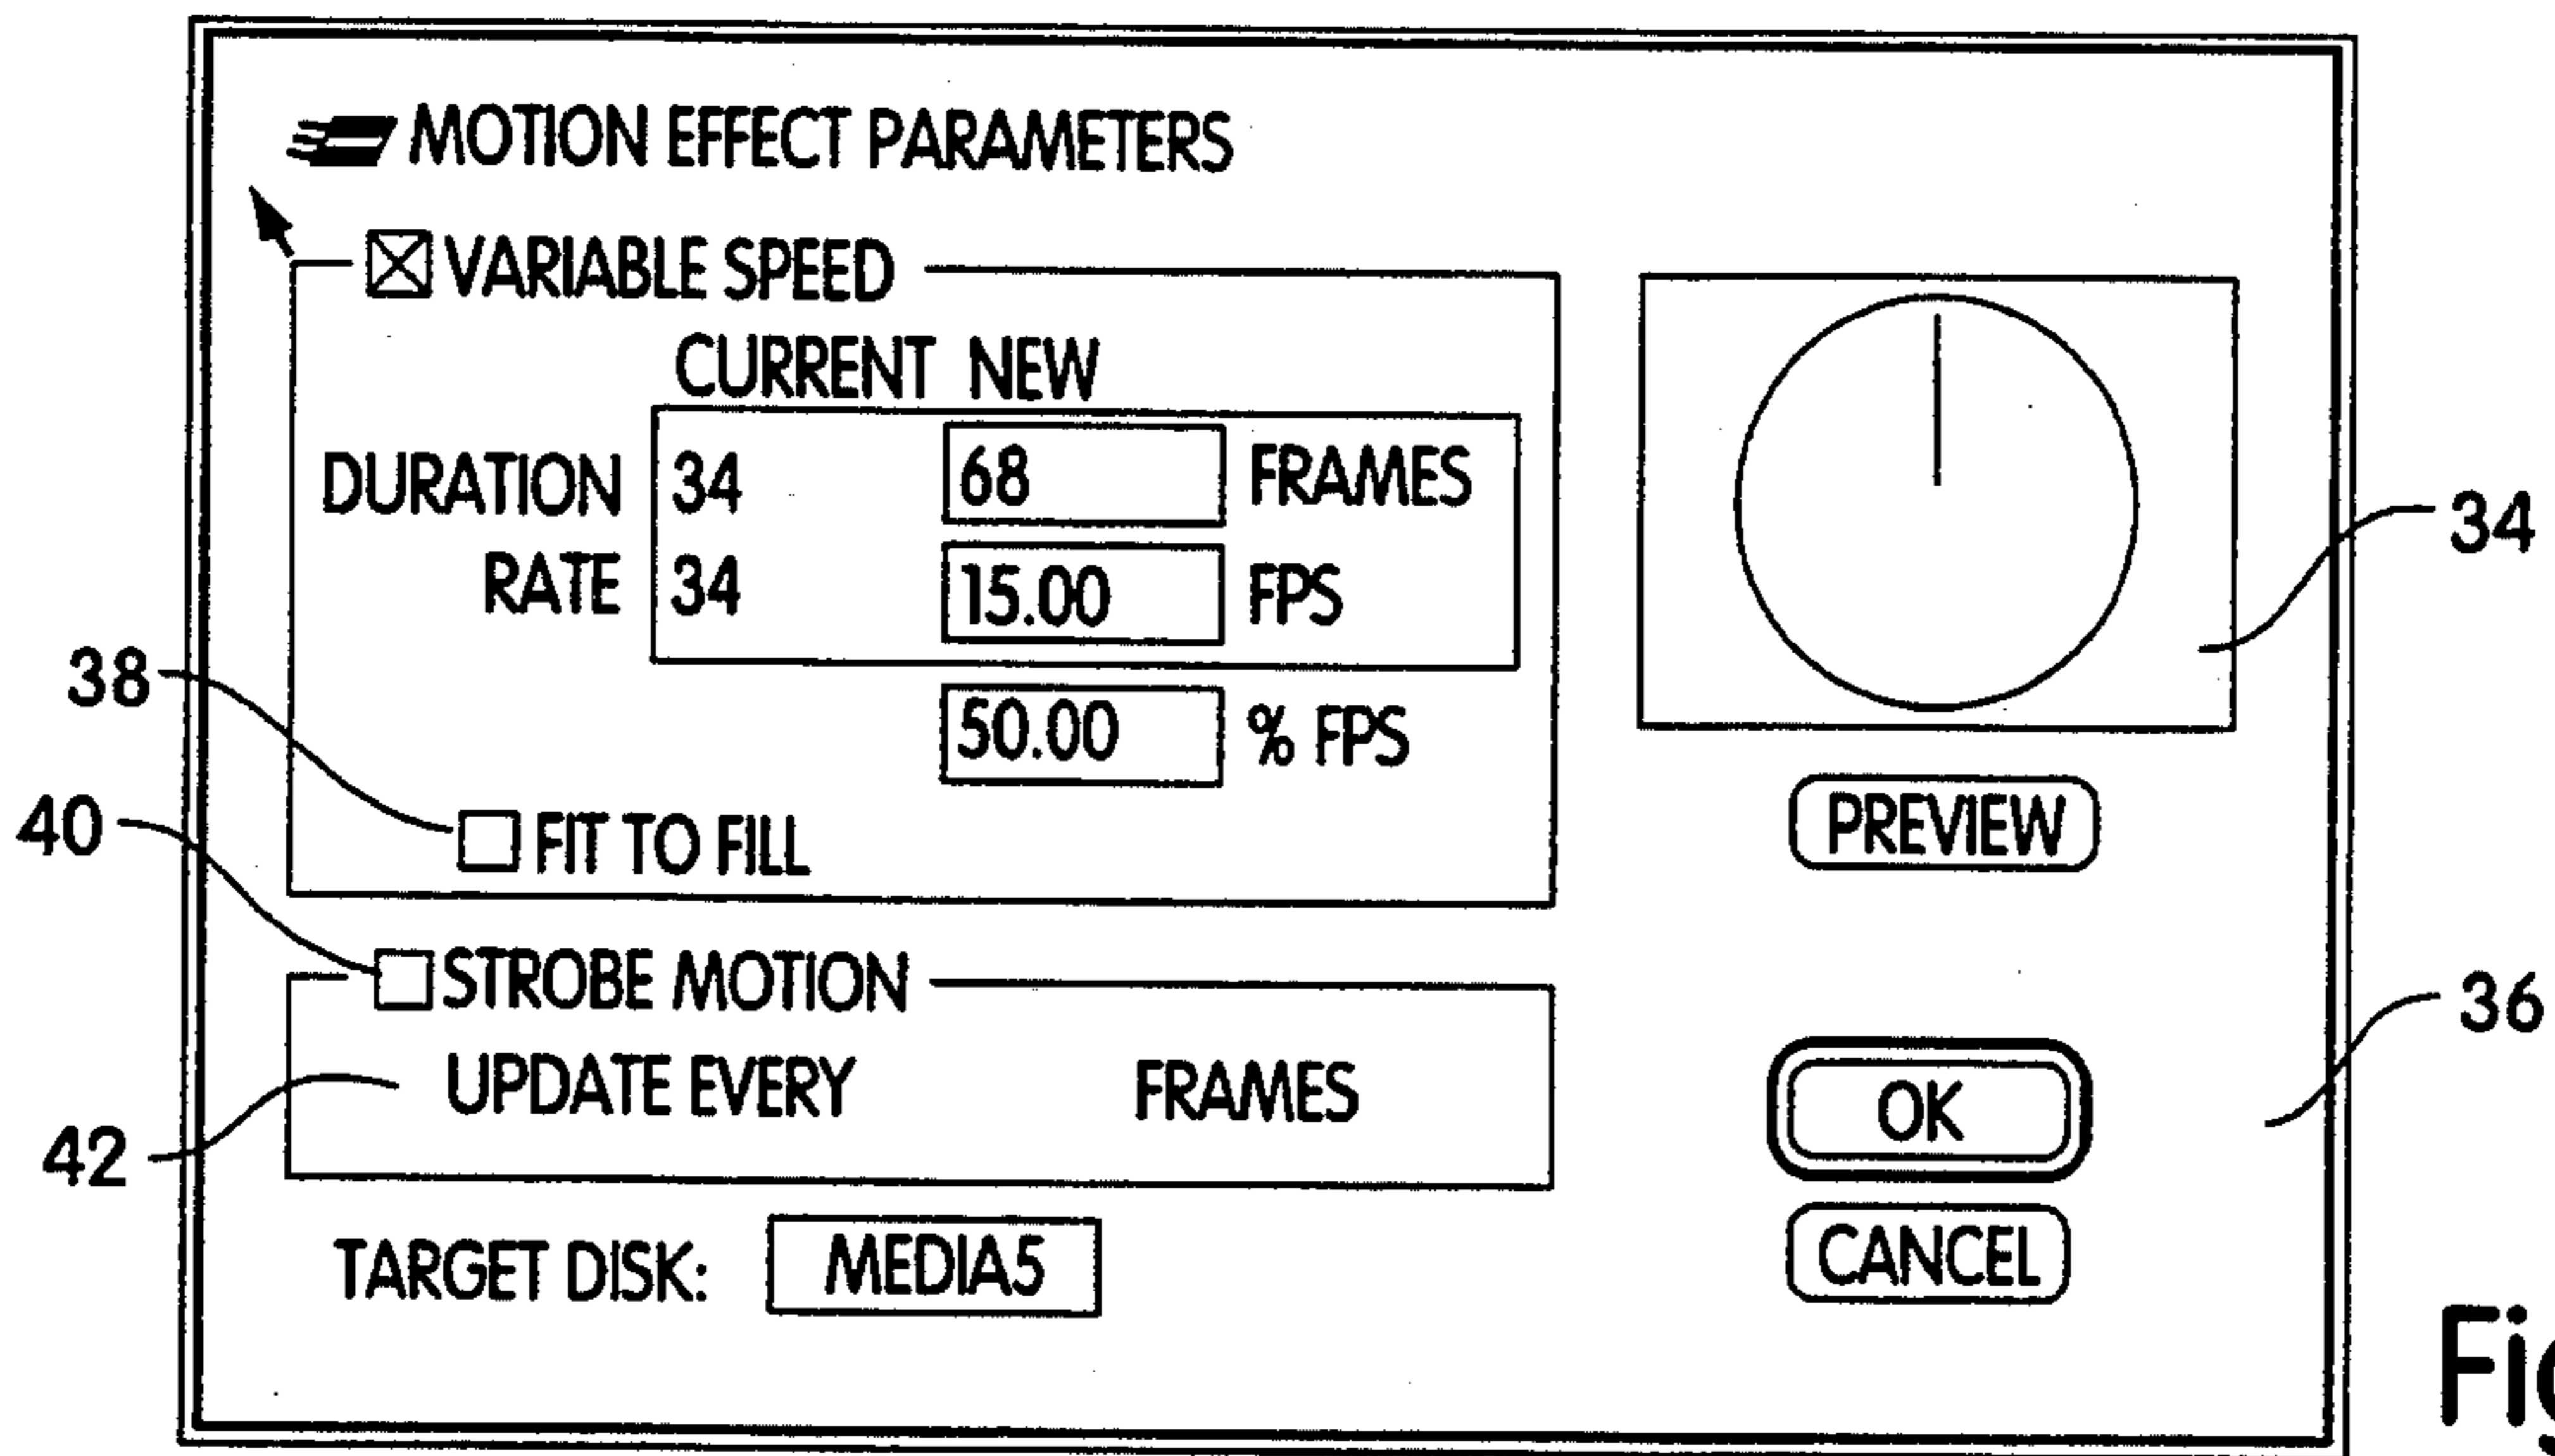 MOTION EFFECT PARAMETERS
VARIABLE SPEED
CURRENT NEW
DURATION 34 68 FRAMES
RATE 34 15.00 FPS
50.00 % FPS
FIT TO FILL
STROBE MOTION
UPDATE EVERY FRAMES
TARGET DISK: MEDIA5
PREVIEW
OK
CANCEL
34
36
38
40
42